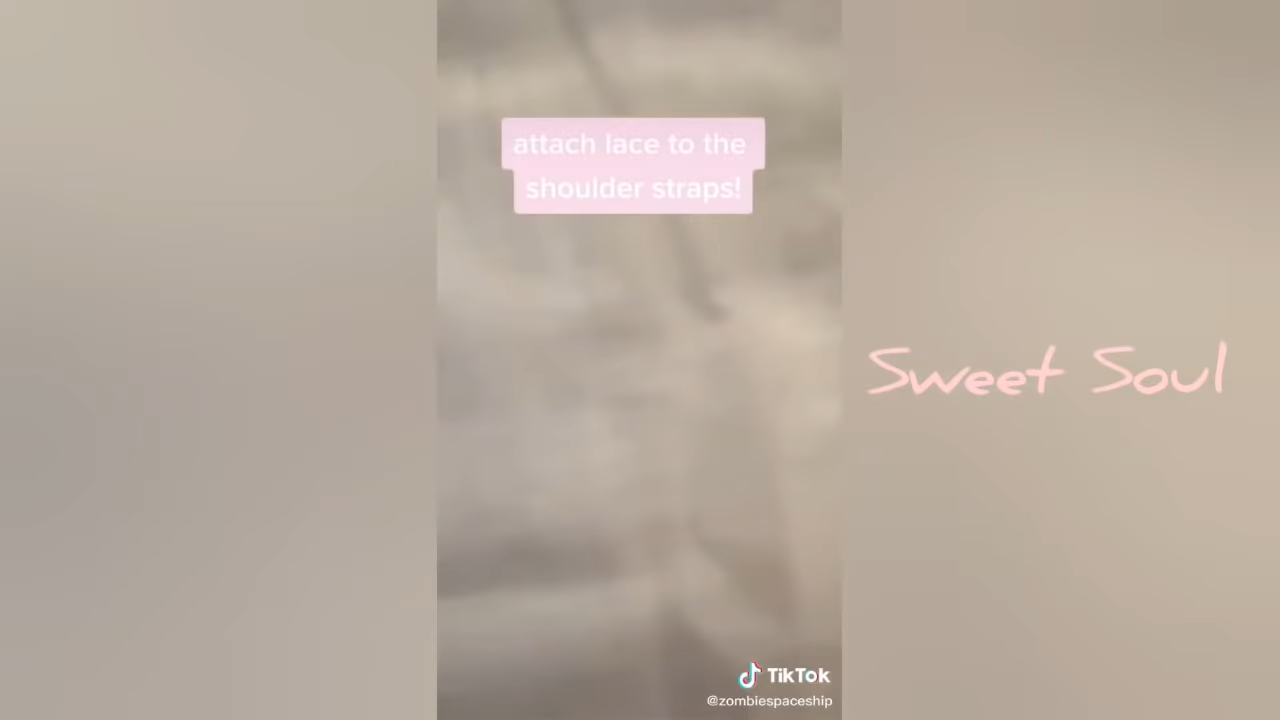 attach lace to the
shoulder straps!
Sweet Soul
TikTok
@zombiespaceship